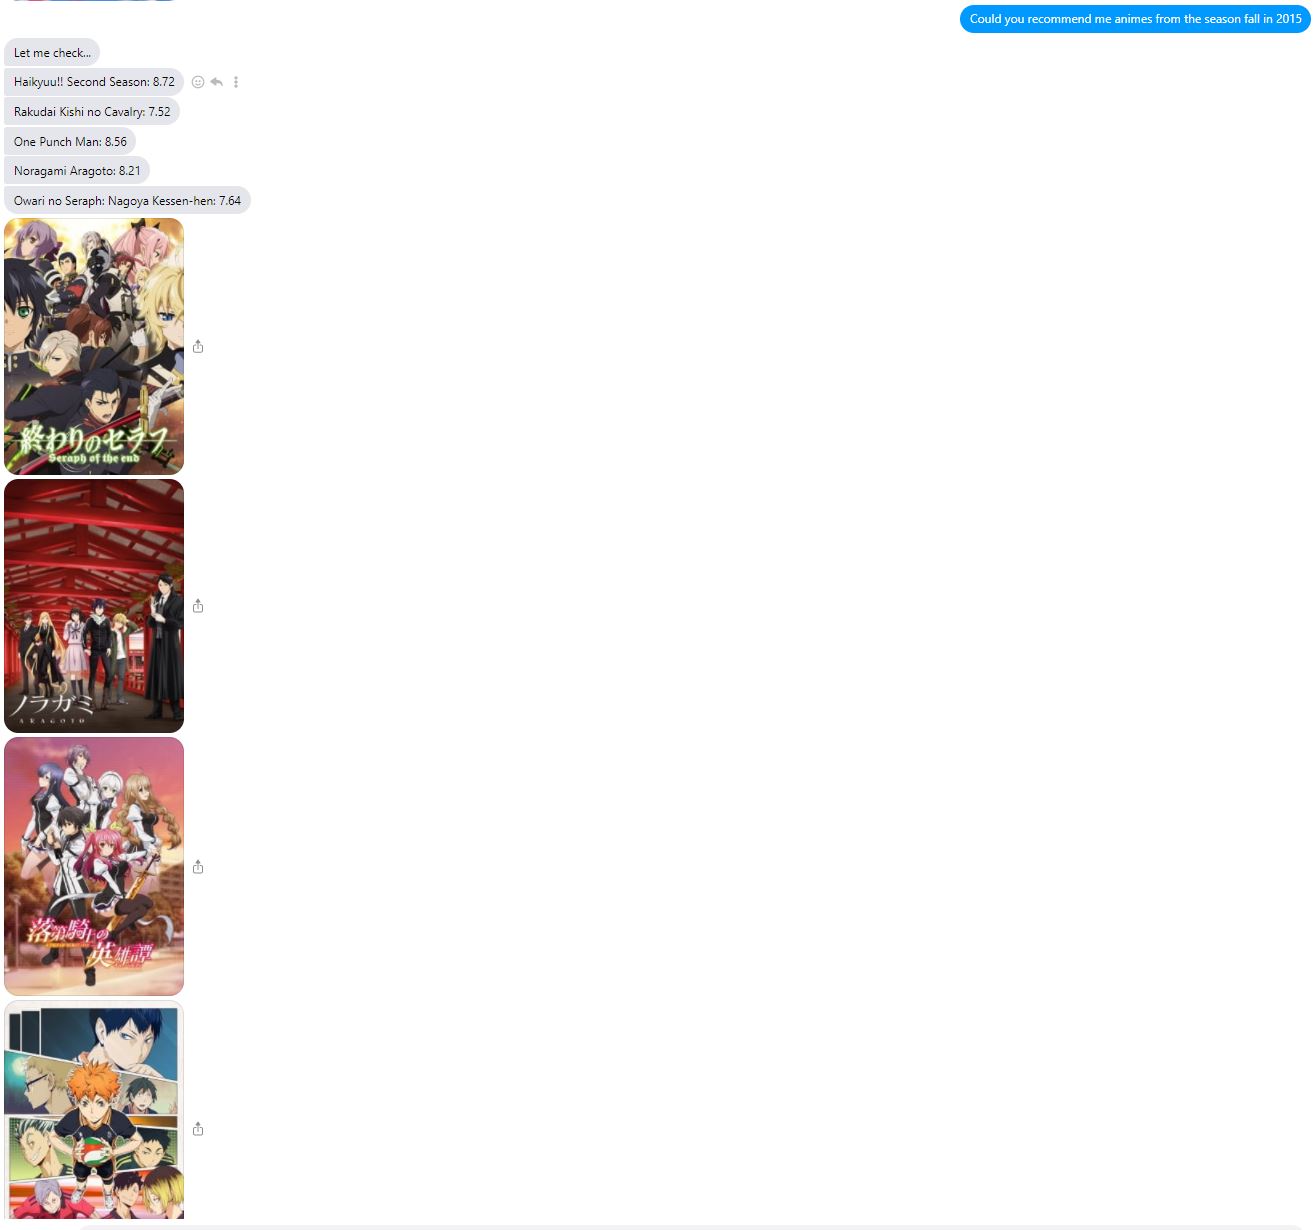 Could you recommend me animes from the season fall in 2015
Let me check...
Haikyuu!! Second Season: 8.72
Rakudai Kishi no Cavalry: 7.52
One Punch Man: 8.56
Noragami Aragoto: 8.21
Owari no Seraph: Nagoya Kessen-hen: 7.64
終わりのセラフ
Seraph of the end
ノラガミ
ARAGOTO
落第騎士の
英雄譚